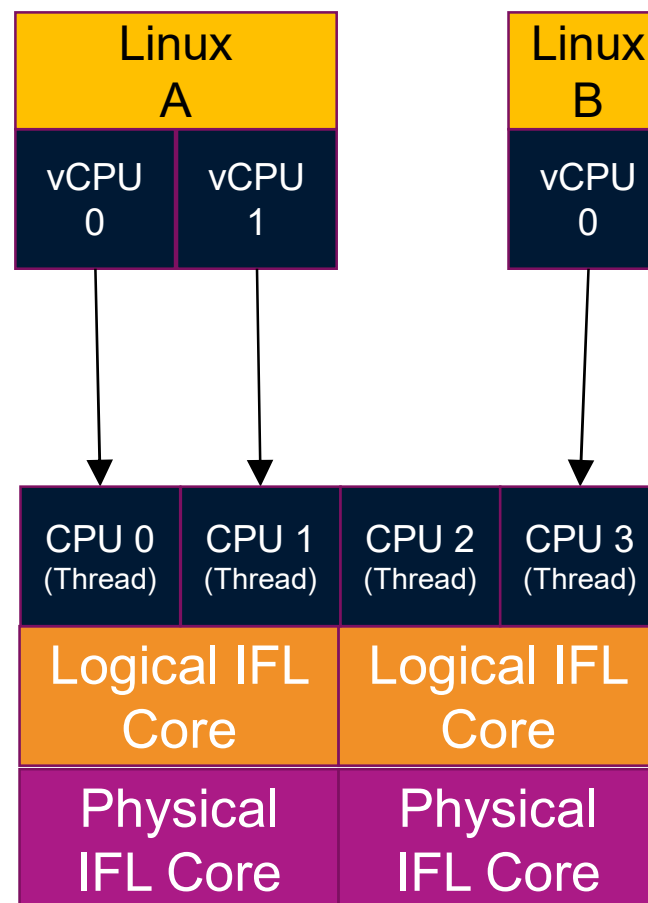 Linux
A
Linux
B
vCPU
0
vCPU
1
vCPU
0
CPU 0
(Thread)
CPU 1
(Thread)
CPU 2
(Thread)
CPU 3
(Thread)
Logical IFL
Core
Logical IFL
Core
Physical
IFL Core
Physical
IFL Core